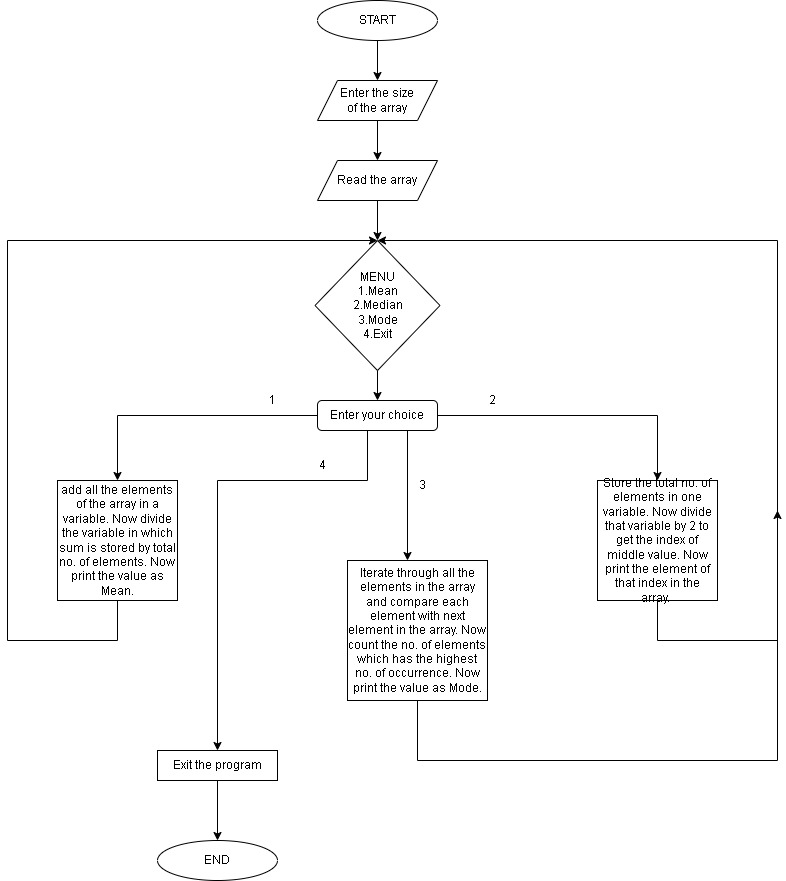 START
Enter the size
of the array
Read the array
MENU
1.Mean
2.Median
3.Mode
4.Exit
Enter your choice
1
2
4
3
add all the elements
of the array in a
variable. Now divide
the variable in which
sum is stored by total
no. of elements. Now
print the value as
Mean.
Store the total no. of
elements in one
variable. Now divide
that variable by 2 to
get the index of
middle value. Now
print the element of
that index in the
array.
Iterate through all the
elements in the array
and compare each
element with next
element in the array. Now
count the no. of elements
which has the highest
no. of occurrence. Now
print the value as Mode.
Exit the program
END